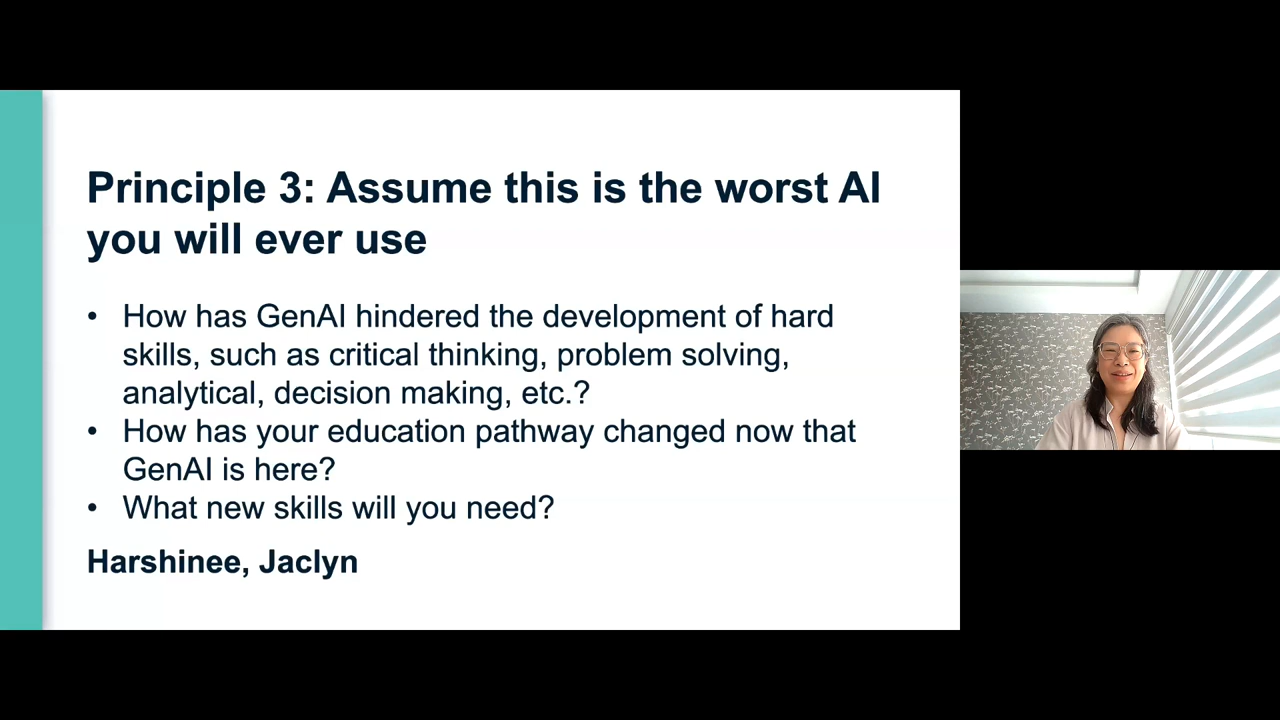 Principle 3: Assume this is the worst AI
you will ever use
• How has GenAI hindered the development of hard
skills, such as critical thinking, problem solving,
analytical, decision making, etc.?
• How has your education pathway changed now that
GenAI is here?
• What new skills will you need?
Harshinee, Jaclyn